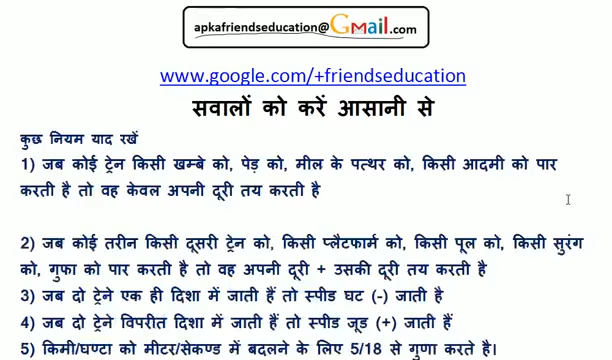 apkafriendseducation@GMail.com
www.google.com/+friendseducation
सवालों को करें आसानी से
कुछ नियम याद रखें
1) जब कोई ट्रेन किसी खम्बे को, पेड़ को, मील के पत्थर को, किसी आदमी को पार
करती है तो वह केवल अपनी दूरी तय करती है
2) जब कोई तरीन किसी दूसरी ट्रेन को, किसी प्लैटफार्म को, किसी पूल को, किसी सुरंग
को, गुफा को पार करती है तो वह अपनी दूरी + उसकी दूरी तय करती है
3) जब दो ट्रेने एक ही दिशा में जाती हैं तो स्पीड घट (-) जाती है
4) जब दो ट्रेने विपरीत दिशा में जाती हैं तो स्पीड जूड (+) जाती हैं
5) किमी/घण्टा को मीटर/सेकण्ड में बदलने के लिए 5/18 से गुणा करते है।